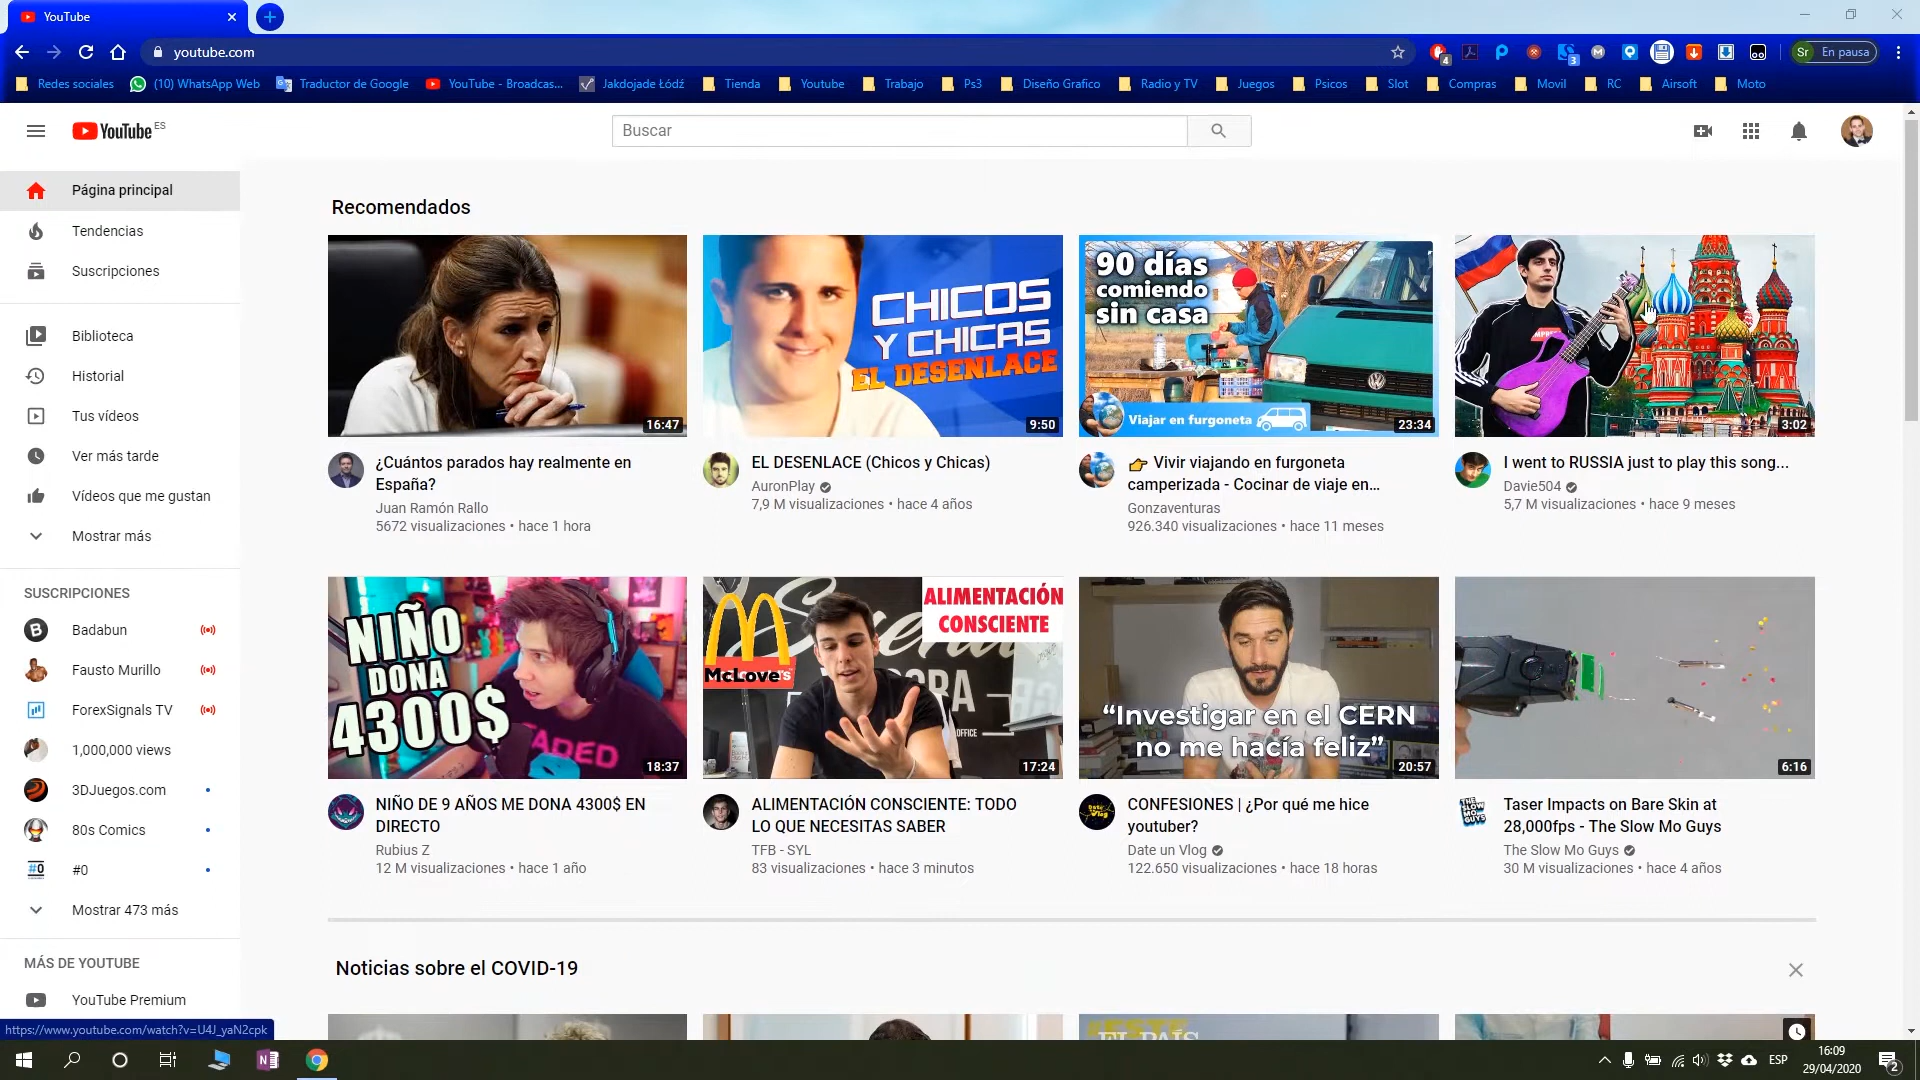 YouTube
youtube.com
4
3
Sr En pausa
Redes sociales
(10) WhatsApp Web
Traductor de Google
YouTube - Broadcas...
Jakdojade Łódź
Tienda
Youtube
Trabajo
Ps3
Diseño Grafico
Radio y TV
Juegos
Psicos
Slot
Compras
Movil
RC
Airsoft
Moto
YouTube ES
Buscar
Página principal
Tendencias
Suscripciones
Biblioteca
Historial
Tus vídeos
Ver más tarde
Vídeos que me gustan
Mostrar más
SUSCRIPCIONES
Badabun
Fausto Murillo
ForexSignals TV
1,000,000 views
3DJuegos.com
80s Comics
#0
#0
Mostrar 473 más
MÁS DE YOUTUBE
YouTube Premium
https://www.youtube.com/watch?v=U4J_yaN2cpk
Recomendados
16:47
¿Cuántos parados hay realmente en
España?
Juan Ramón Rallo
5672 visualizaciones • hace 1 hora
CHICOS
Y CHICAS
EL DESENLACE
9:50
EL DESENLACE (Chicos y Chicas)
AuronPlay
7,9 M visualizaciones • hace 4 años
90 días
comiendo
sin casa
Viajar en furgoneta
23:34
👉 Vivir viajando en furgoneta
camperizada - Cocinar de viaje en...
Gonzaventuras
926.340 visualizaciones • hace 11 meses
3:02
I went to RUSSIA just to play this song...
Davie504
5,7 M visualizaciones • hace 9 meses
NIÑO
DONA
4300$
18:37
NIÑO DE 9 AÑOS ME DONA 4300$ EN
DIRECTO
Rubius Z
12 M visualizaciones • hace 1 año
ALIMENTACIÓN
CONSCIENTE
McLove
OFFICE
17:24
ALIMENTACIÓN CONSCIENTE: TODO
LO QUE NECESITAS SABER
TFB - SYL
83 visualizaciones • hace 3 minutos
“Investigar en el CERN
no me hacía feliz”
20:57
CONFESIONES | ¿Por qué me hice
youtuber?
Date un Vlog
122.650 visualizaciones • hace 18 horas
6:16
THE
SLOW
MO
GUYS
Taser Impacts on Bare Skin at
28,000fps - The Slow Mo Guys
The Slow Mo Guys
30 M visualizaciones • hace 4 años
Noticias sobre el COVID-19
EL PAÍS
ESP
16:09
29/04/2020
2